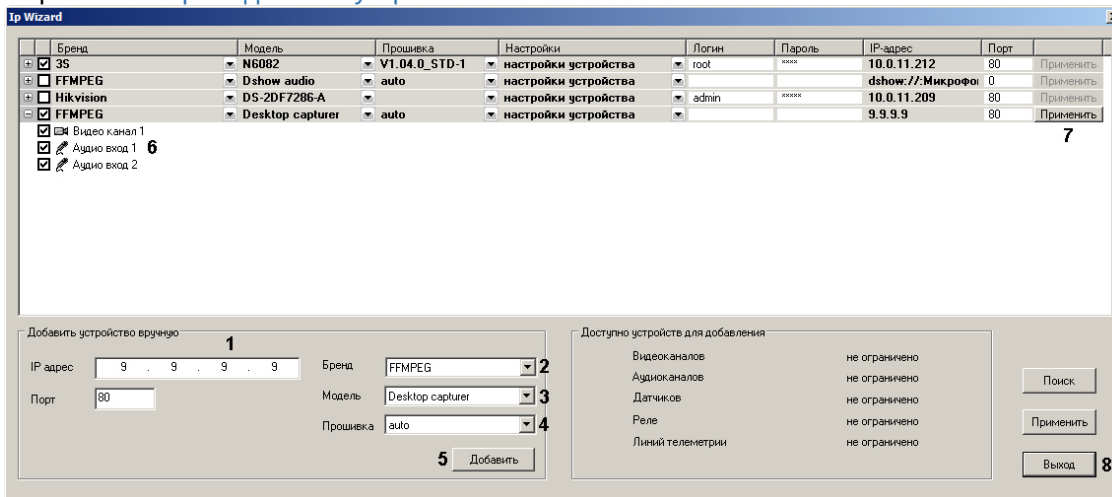 Ip Wizard
Бренд Модель Прошивка Настройки Логин Пароль IP-адрес Порт
3S N6082 V1.04.0_STD-1 настройки устройства root **** 10.0.11.212 80 Применить
FFMPEG Dshow audio auto настройки устройства dshow://:Микрофо 0 Применить
Hikvision DS-2DF7286-A настройки устройства admin ***** 10.0.11.209 80 Применить
FFMPEG Desktop capturer auto настройки устройства 9.9.9.9 80 Применить
7
Видео канал 1
Аудио вход 1 6
Аудио вход 2
Добавить устройство вручную
1
IP адрес 9 . 9 . 9 . 9
Порт 80
Бренд FFMPEG 2
Модель Desktop capturer 3
Прошивка auto 4
5 Добавить
Доступно устройств для добавления
Видеоканалов не ограничено
Аудиоканалов не ограничено
Датчиков не ограничено
Реле не ограничено
Линий телеметрии не ограничено
Поиск
Применить
Выход 8